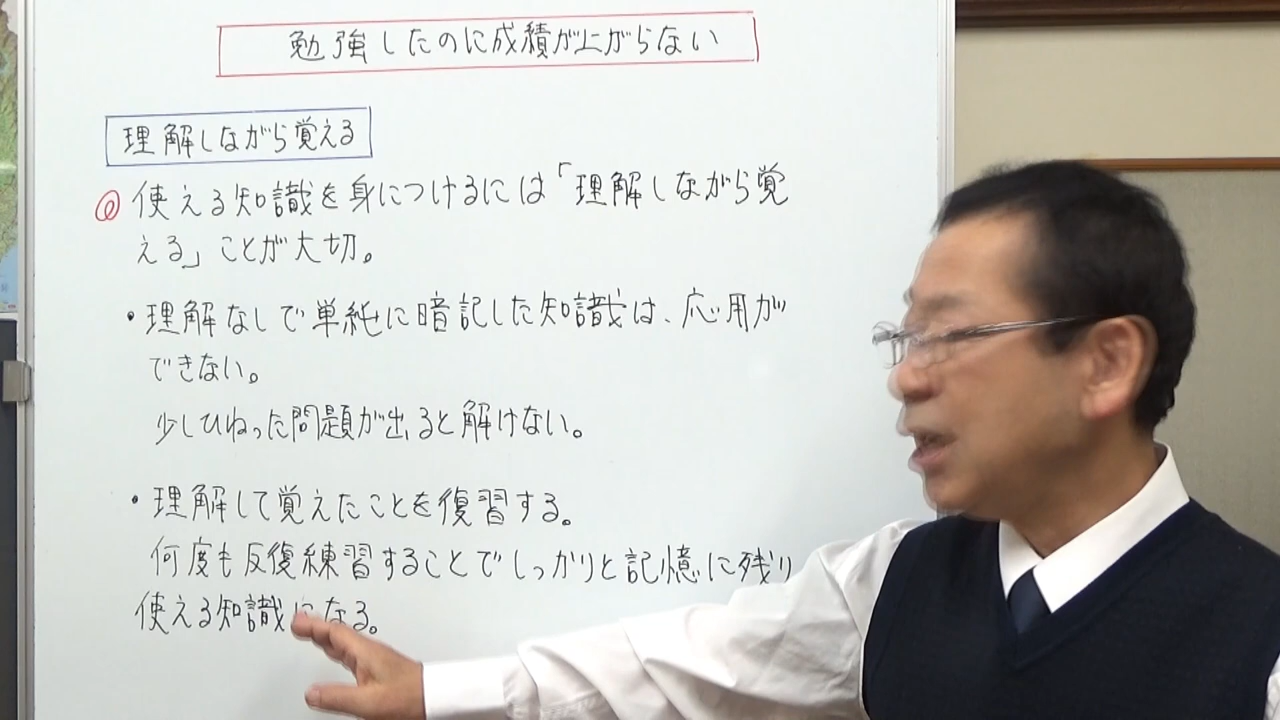 勉強したのに成績が上がらない
理解しながら覚える
使える知識を身につけるには「理解しながら覚
える」ことが大切。
・理解なしで単純に暗記した知識は、応用が
できない。
少しひねった問題が出ると解けない。
・理解して覚えたことを復習する。
何度も反復練習することでしっかりと記憶に残り
使える知識になる。